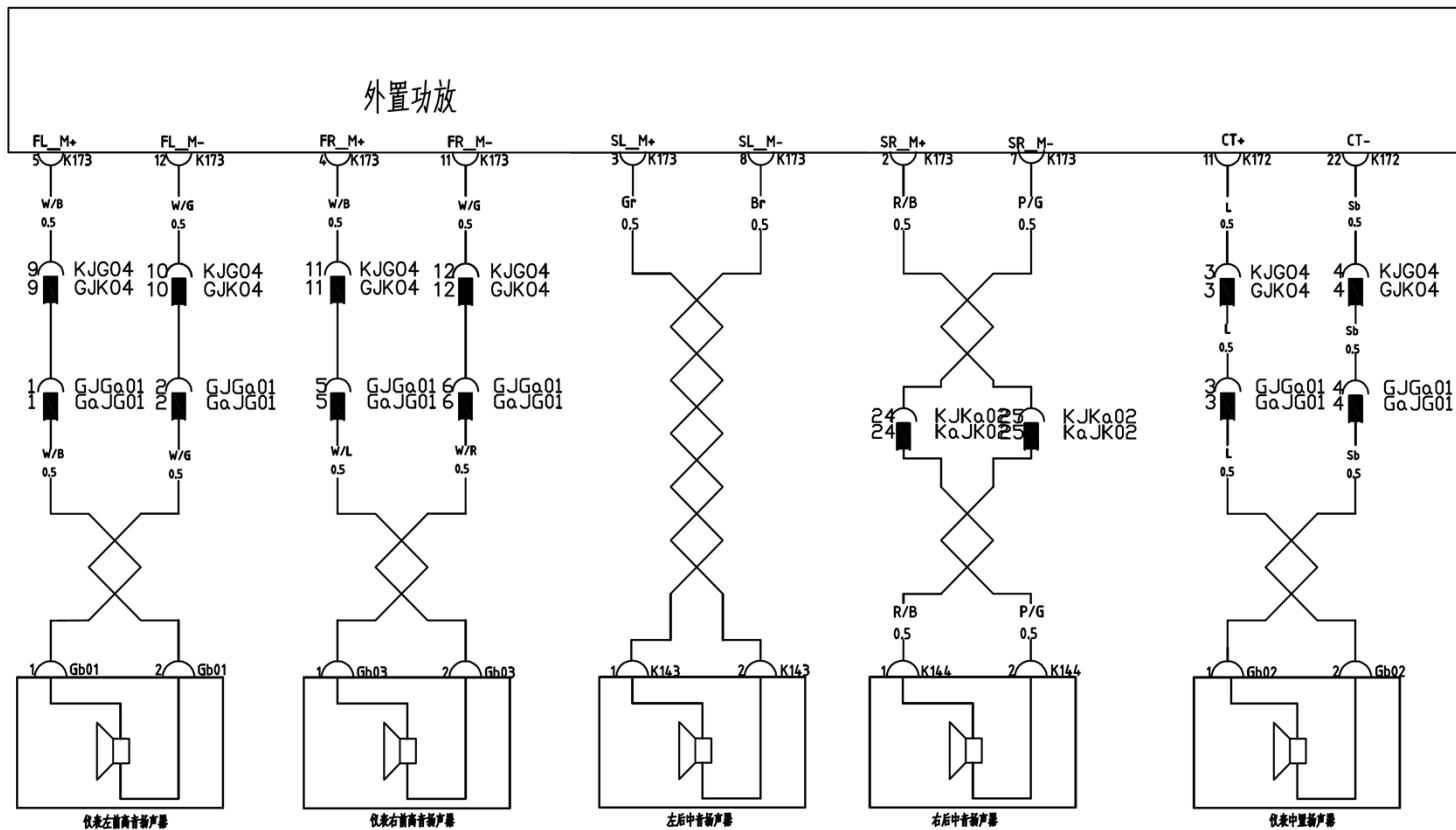 外置功放
FL__M+ FL__M- FR__M+ FR__M- SL__M+ SL__M- SR__M+ SR__M- CT+ CT-
5 K173 12 K173 4 K173 11 K173 3 K173 8 K173 2 K173 7 K173 11 K172 22 K172
W/B W/G W/B W/G Gr Br R/B P/G L Sb
0.5 0.5 0.5 0.5 0.5 0.5 0.5 0.5 0.5 0.5
9 KJG04 10 KJG04 11 KJG04 12 KJG04 3 KJG04 4 KJG04
9 GJK04 10 GJK04 11 GJK04 12 GJK04 3 GJK04 4 GJK04
L Sb
0.5 0.5
1 GJGa01 2 GJGa01 5 GJGa01 6 GJGa01 3 GJGa01 4 GJGa01
1 GaJG01 2 GaJG01 5 GaJG01 6 GaJG01 3 GaJG01 4 GaJG01
24 KJKa02 25 KJKa02
24 KaJK02 25 KaJK02
W/B W/G W/L W/R L Sb
0.5 0.5 0.5 0.5 0.5 0.5
R/B P/G
0.5 0.5
1 Gb01 2 Gb01 1 Gb03 2 Gb03 1 K143 2 K143 1 K144 2 K144 1 Gb02 2 Gb02
仪表左前高音扬声器 仪表右前高音扬声器 左后中音扬声器 右后中音扬声器 仪表中置扬声器